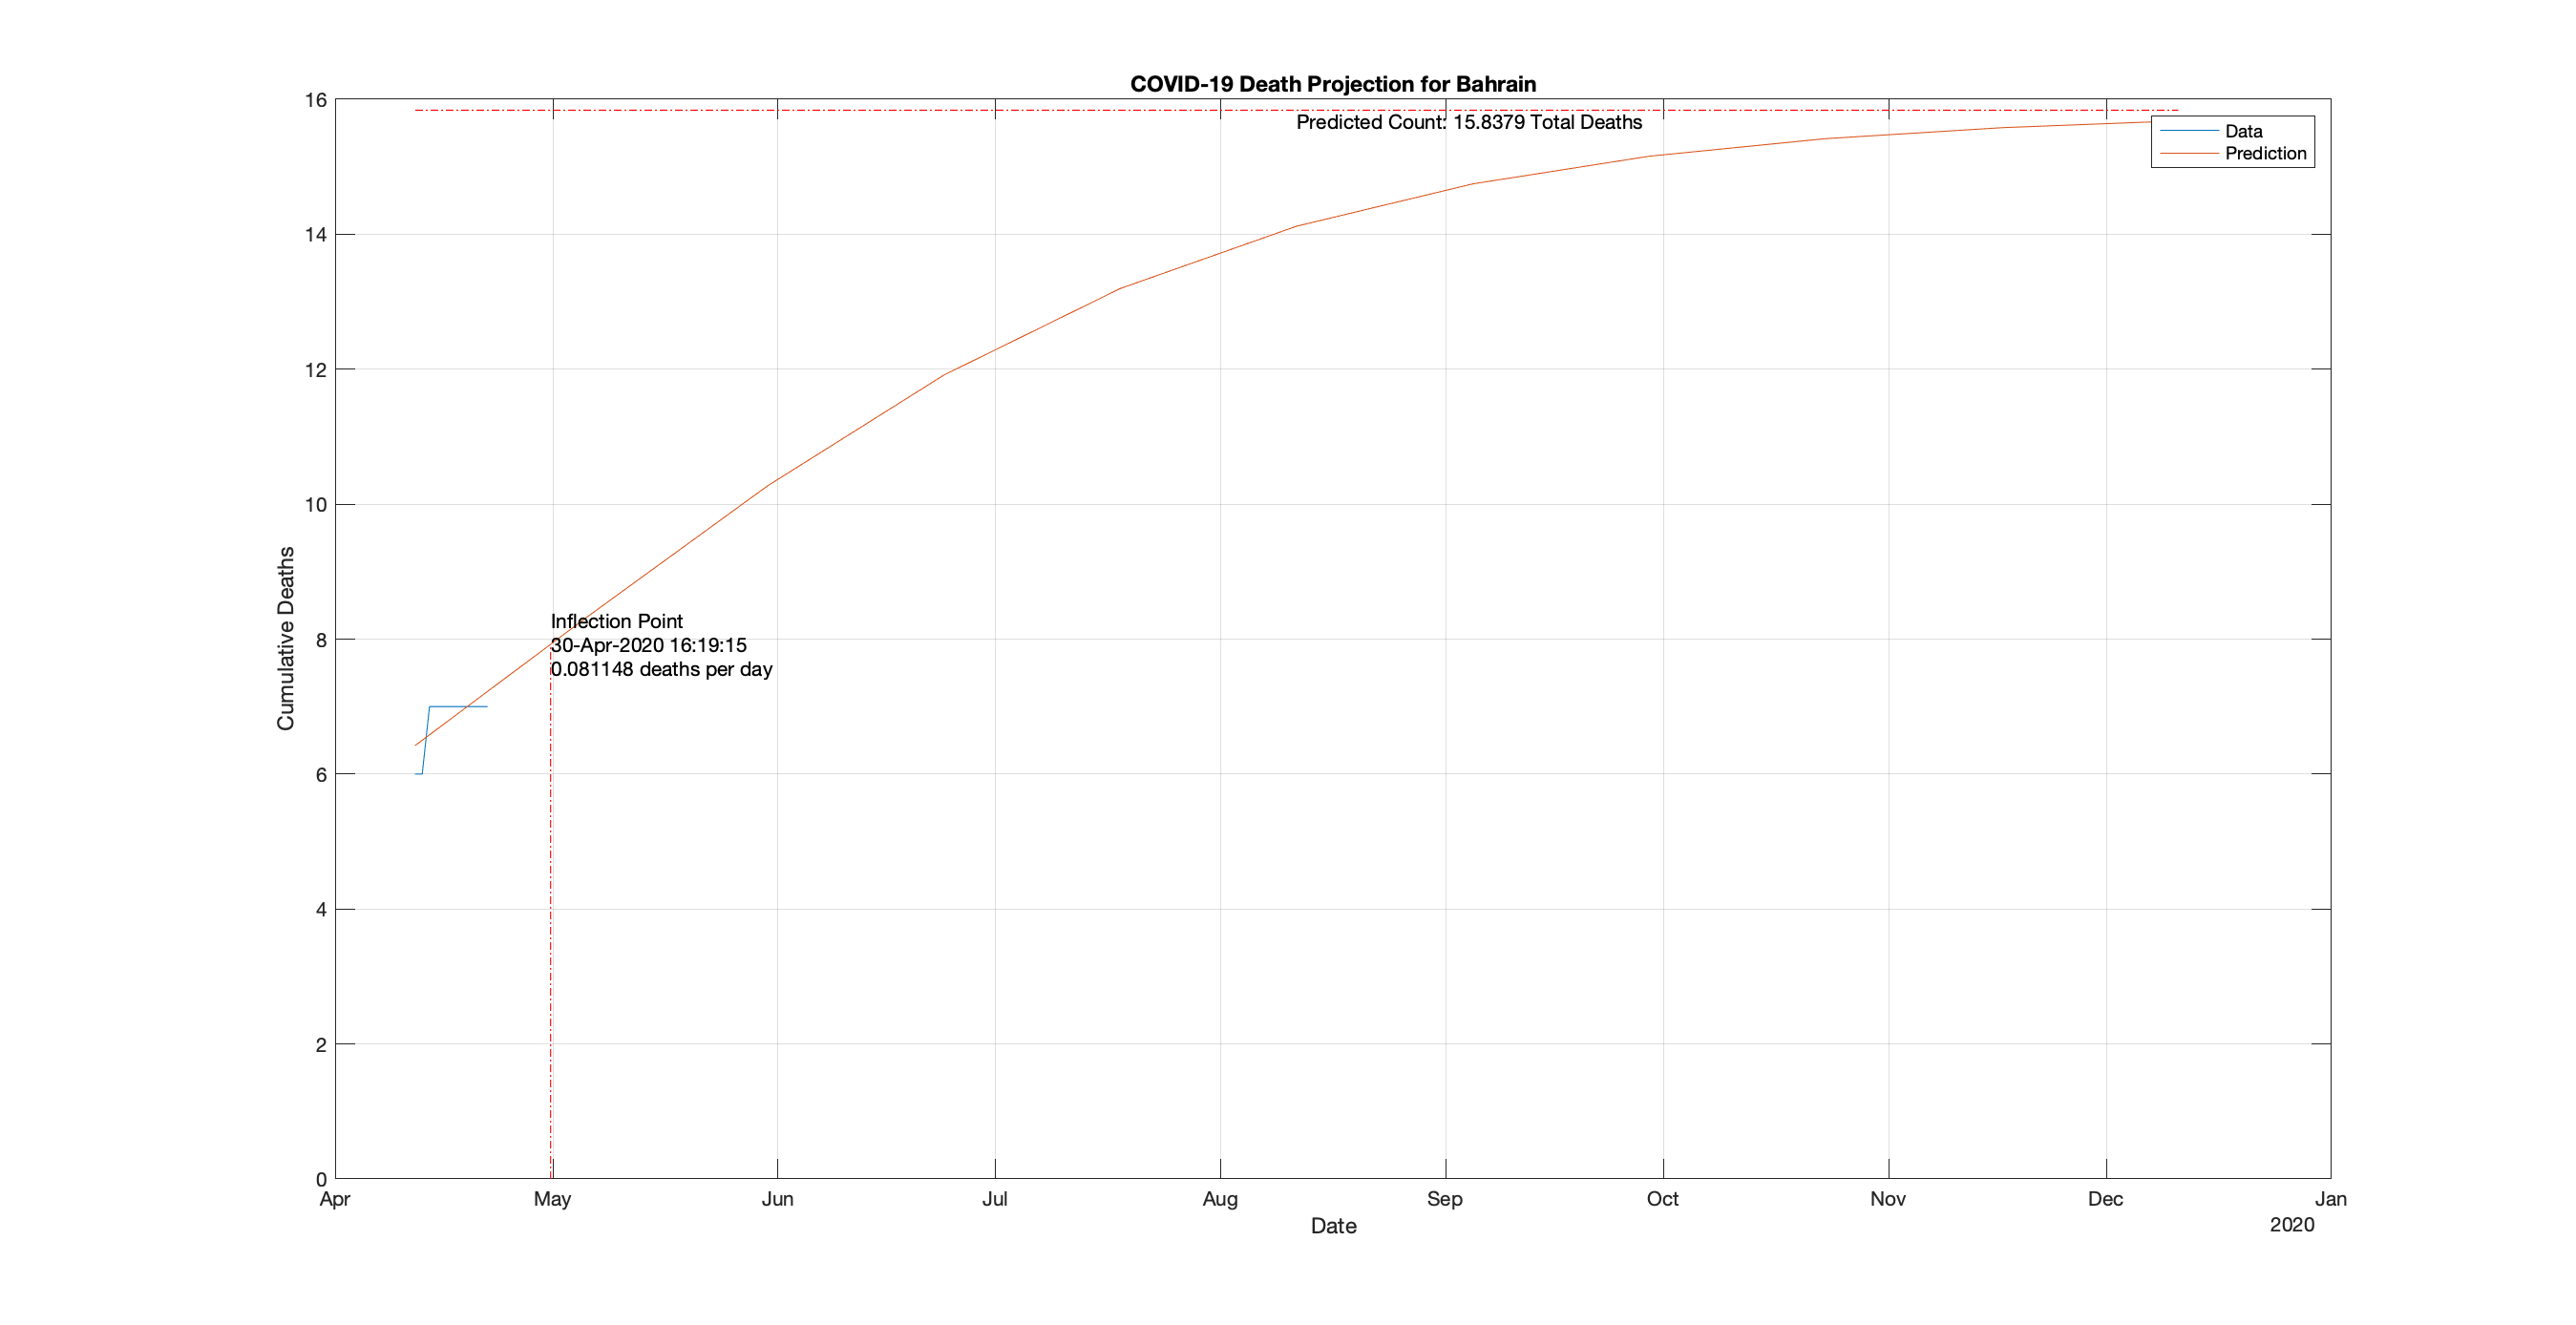 COVID-19 Death Projection for Bahrain
16
14
12
10
8
6
4
2
0
Cumulative Deaths
Predicted Count: 15.8379 Total Deaths
Data
Prediction
Inflection Point
30-Apr-2020 16:19:15
0.081148 deaths per day
Apr May Jun Jul Aug Sep Oct Nov Dec Jan
Date
2020